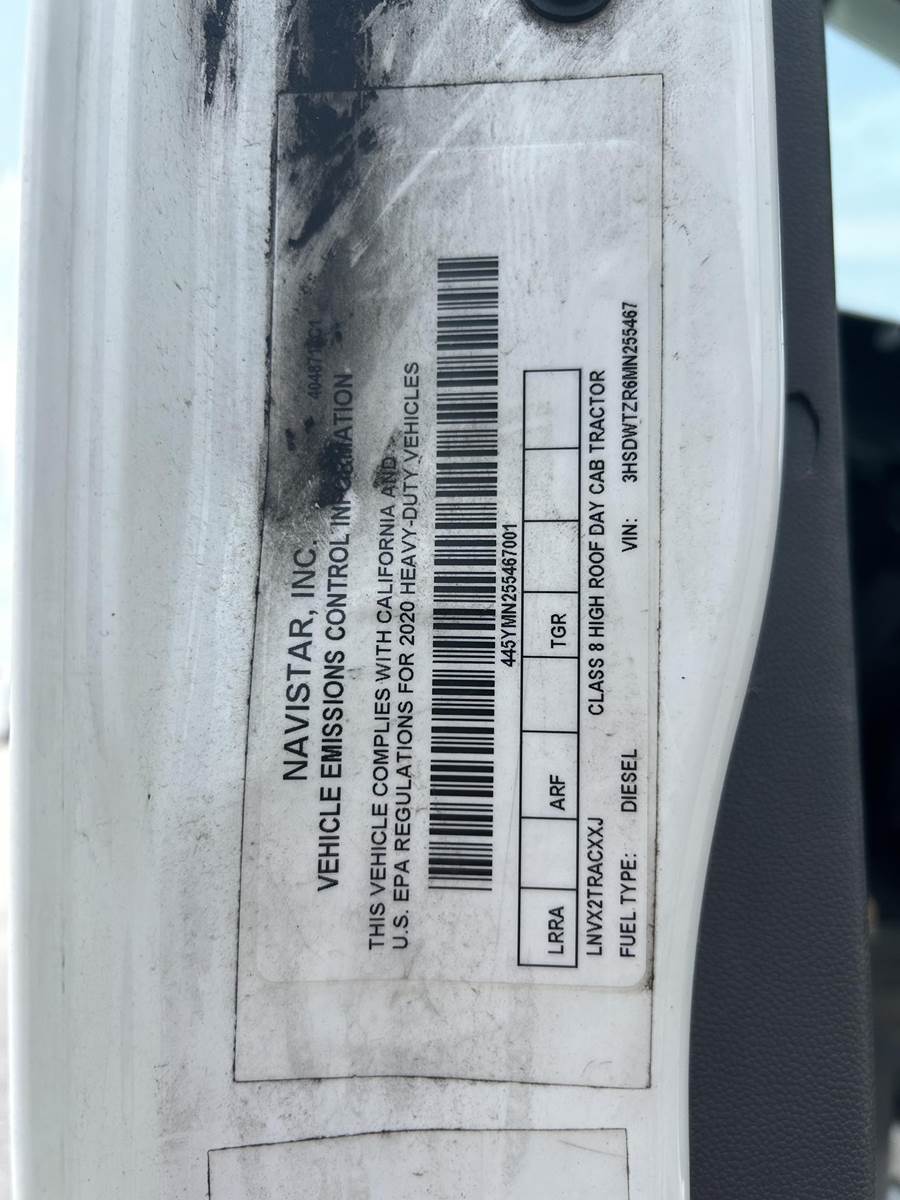 NAVISTAR, INC.
VEHICLE EMISSIONS CONTROL INFORMATION
THIS VEHICLE COMPLIES WITH CALIFORNIA AND
U.S. EPA REGULATIONS FOR 2020 HEAVY-DUTY VEHICLES
445YMN255467001
LRRA ARF TGR
LNVX2TRACXXJ CLASS 8 HIGH ROOF DAY CAB TRACTOR
FUEL TYPE: DIESEL VIN: 3HSDWTZR6MN255467